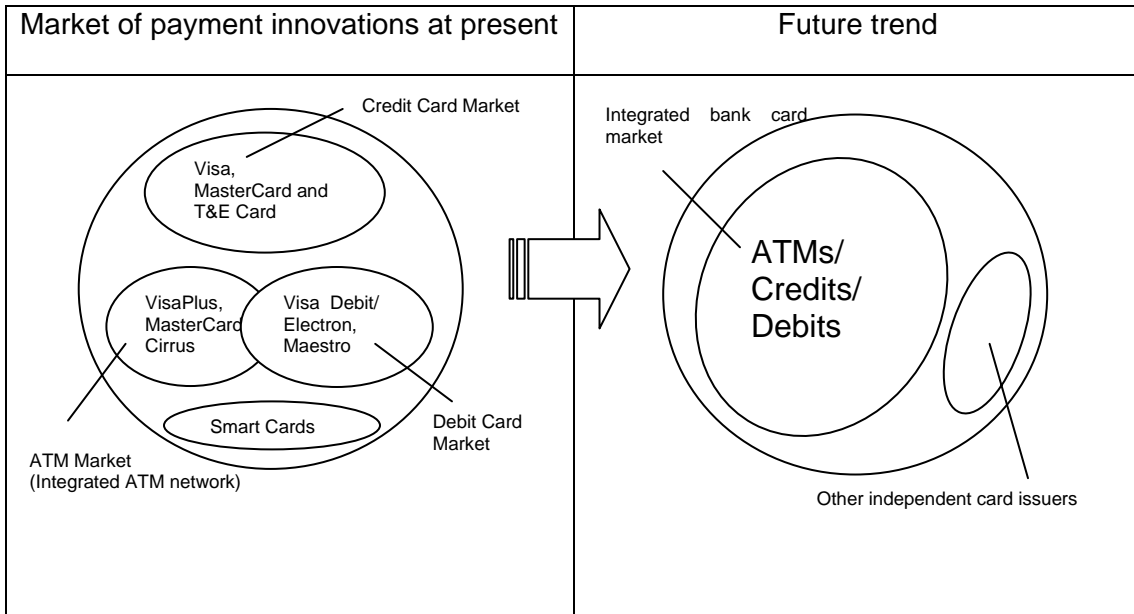 Market of payment innovations at present
Future trend
Credit Card Market
Visa,
MasterCard and
T&E Card
VisaPlus,
MasterCard
Cirrus
Visa Debit/
Electron,
Maestro
Smart Cards
Debit Card
Market
ATM Market
(Integrated ATM network)
Integrated bank card
market
ATMs/
Credits/
Debits
Other independent card issuers